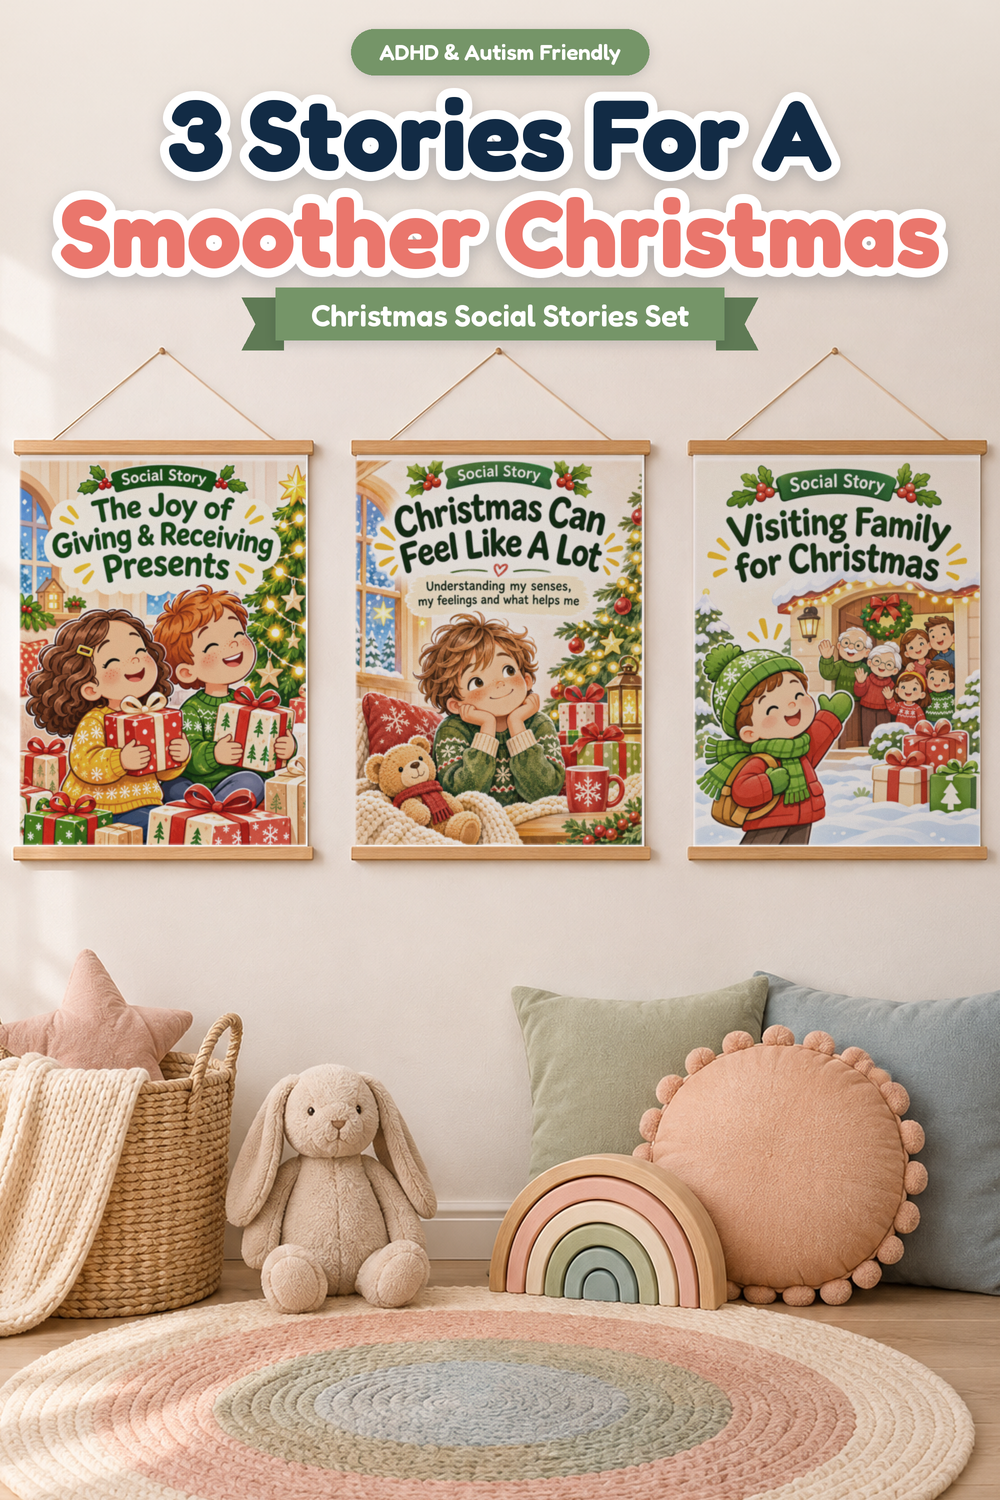 ADHD & Autism Friendly
3 Stories For A
Smoother Christmas
Christmas Social Stories Set
Social Story
The Joy of
Giving & Receiving
Presents
Social Story
Christmas Can
Feel Like A Lot
Understanding my senses,
my feelings and what helps me
Social Story
Visiting Family
for Christmas